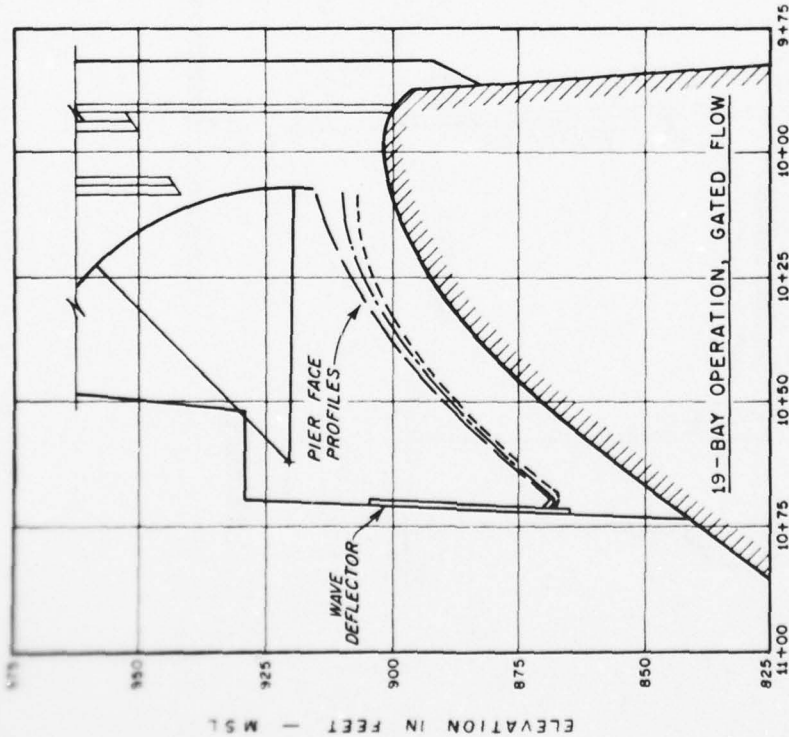 975
950
925
900
875
850
825
ELEVATION IN FEET — MSL
PIER FACE
PROFILES
WAVE
DEFLECTOR
19-BAY OPERATION, GATED FLOW
11+00
10+75
10+50
10+25
10+00
9+75